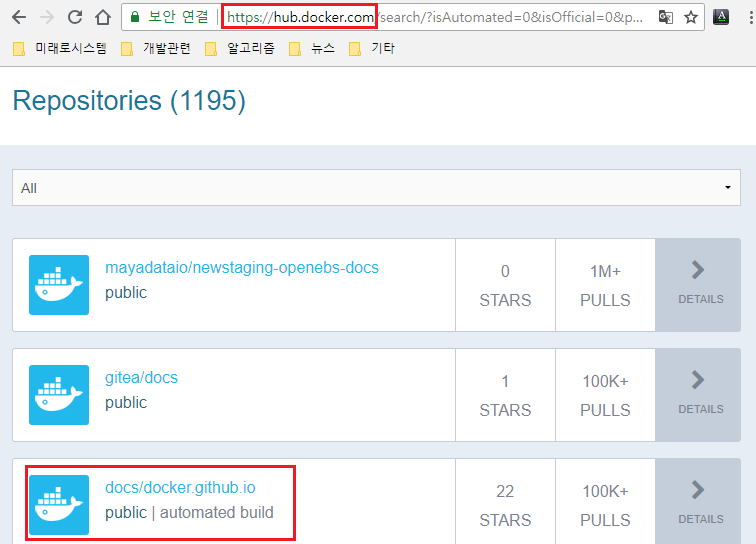 보안 연결 | https://hub.docker.com/search/?isAutomated=0&isOfficial=0&p...
미래로시스템 개발관련 알고리즘 뉴스 기타
Repositories (1195)
All
mayadataio/newstaging-openebs-docs
public
0
STARS
1M+
PULLS
DETAILS
gitea/docs
public
1
STARS
100K+
PULLS
DETAILS
docs/docker.github.io
public | automated build
22
STARS
100K+
PULLS
DETAILS